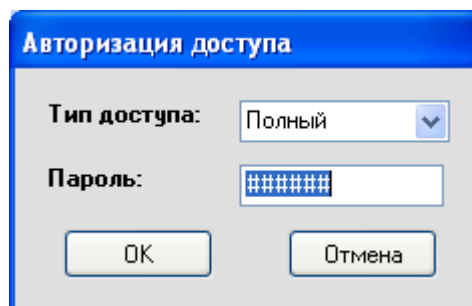 Авторизация доступа
Тип доступа: Полный
Пароль: ######
OK Отмена